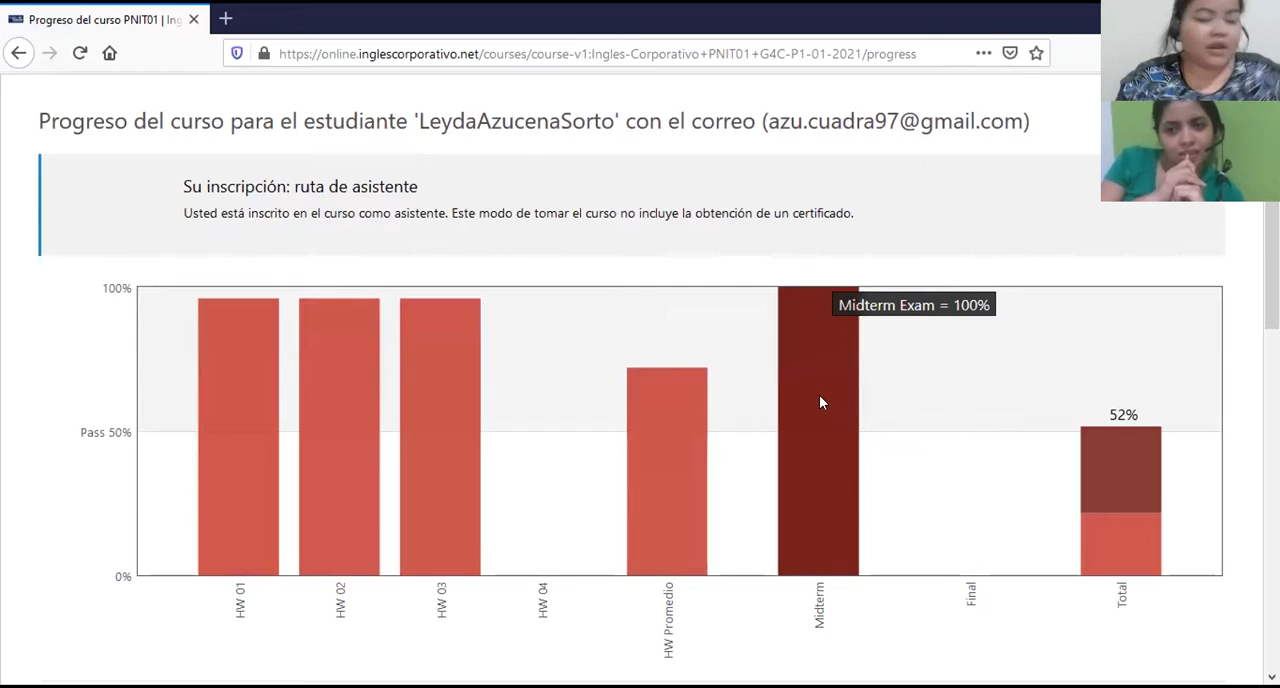 Progreso del curso PNIT01 | Ing
https://online.inglescorporativo.net/courses/course-v1:Ingles-Corporativo+PNIT01+G4C-P1-01-2021/progress
Progreso del curso para el estudiante 'LeydaAzucenaSorto' con el correo (azu.cuadra97@gmail.com)
Su inscripción: ruta de asistente
Usted está inscrito en el curso como asistente. Este modo de tomar el curso no incluye la obtención de un certificado.
100%
Midterm Exam = 100%
52%
Pass 50%
0%
HW 01
HW 02
HW 03
HW 04
HW Promedio
Midterm
Final
Total